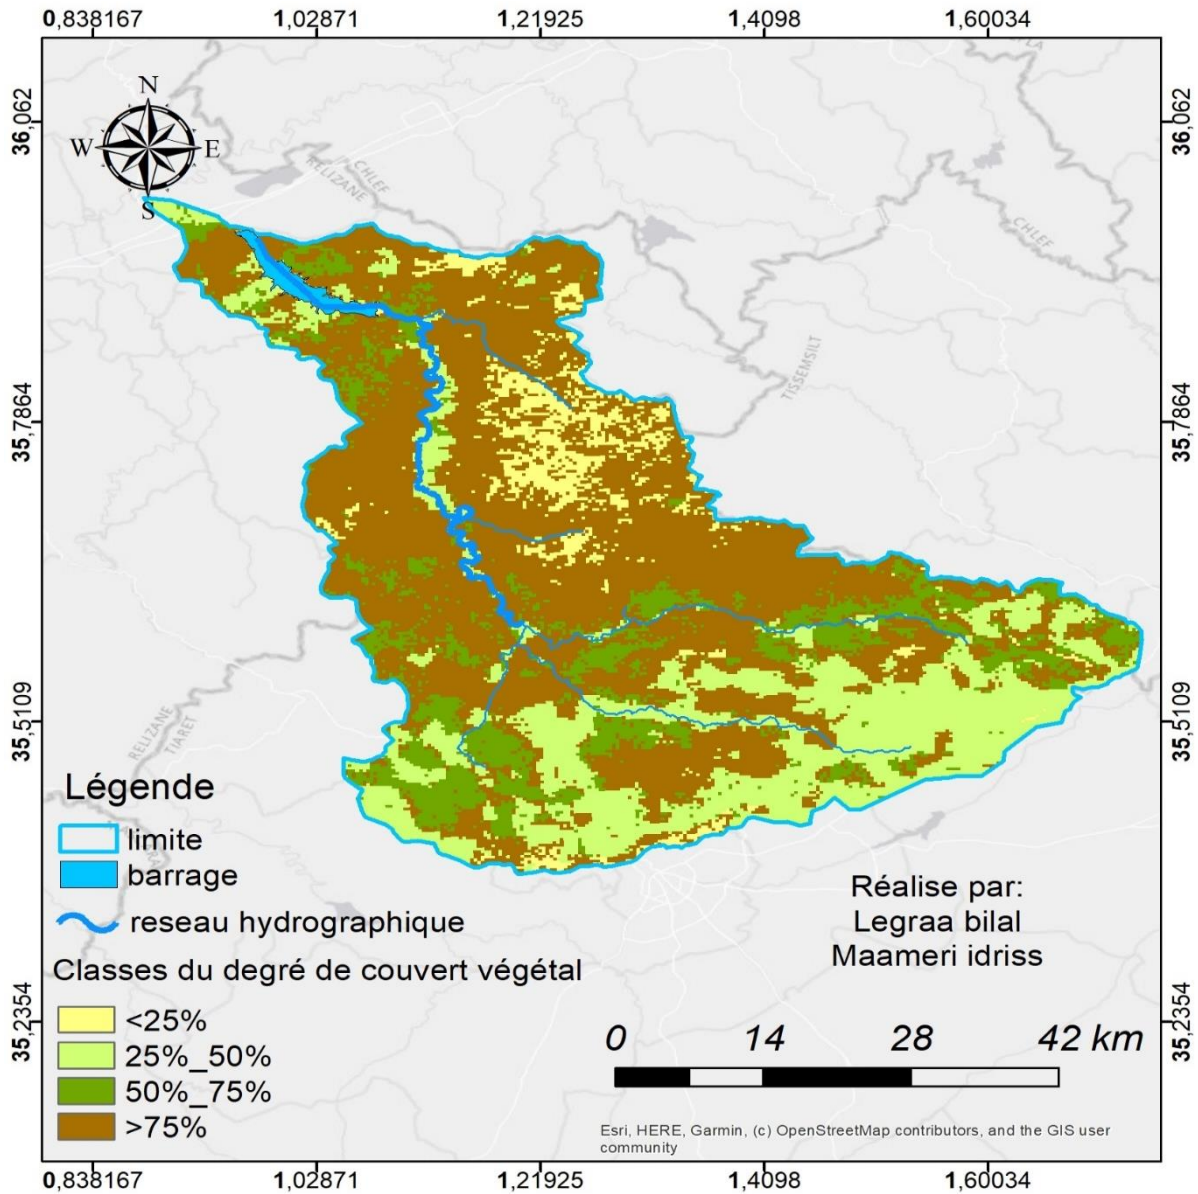 0,838167 1,02871 1,21925 1,4098 1,60034
36,062
36,062
N
W E
S
CHLEF
RELIZANE
CHLEF
TISSEMSILT
35,7864
35,7864
35,5109
35,5109
RELIZANE
TIARET
Légende
limite
barrage
reseau hydrographique
Classes du degré de couvert végétal
<25%
25%_50%
50%_75%
>75%
Réalise par:
Legraa bilal
Maameri idriss
35,2354
35,2354
0 14 28 42 km
Esri, HERE, Garmin, (c) OpenStreetMap contributors, and the GIS user
community
0,838167 1,02871 1,21925 1,4098 1,60034